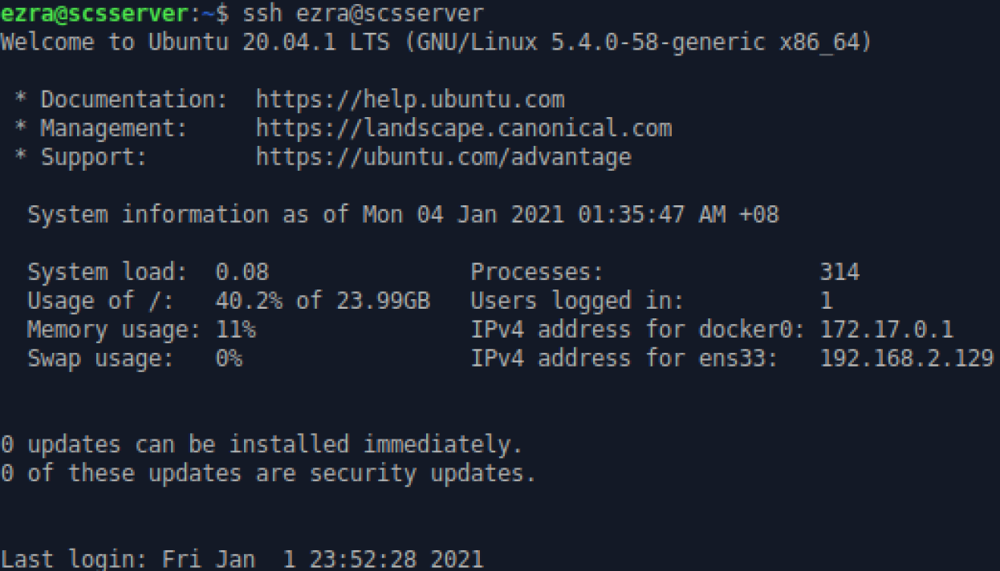 ezra@scsserver:~$ ssh ezra@scsserver
Welcome to Ubuntu 20.04.1 LTS (GNU/Linux 5.4.0-58-generic x86_64)
 * Documentation:  https://help.ubuntu.com
 * Management:     https://landscape.canonical.com
 * Support:        https://ubuntu.com/advantage
  System information as of Mon 04 Jan 2021 01:35:47 AM +08
  System load:  0.08               Processes:                314
  Usage of /:   40.2% of 23.99GB   Users logged in:          1
  Memory usage: 11%                IPv4 address for docker0: 172.17.0.1
  Swap usage:   0%                 IPv4 address for ens33:   192.168.2.129
0 updates can be installed immediately.
0 of these updates are security updates.
Last login: Fri Jan  1 23:52:28 2021